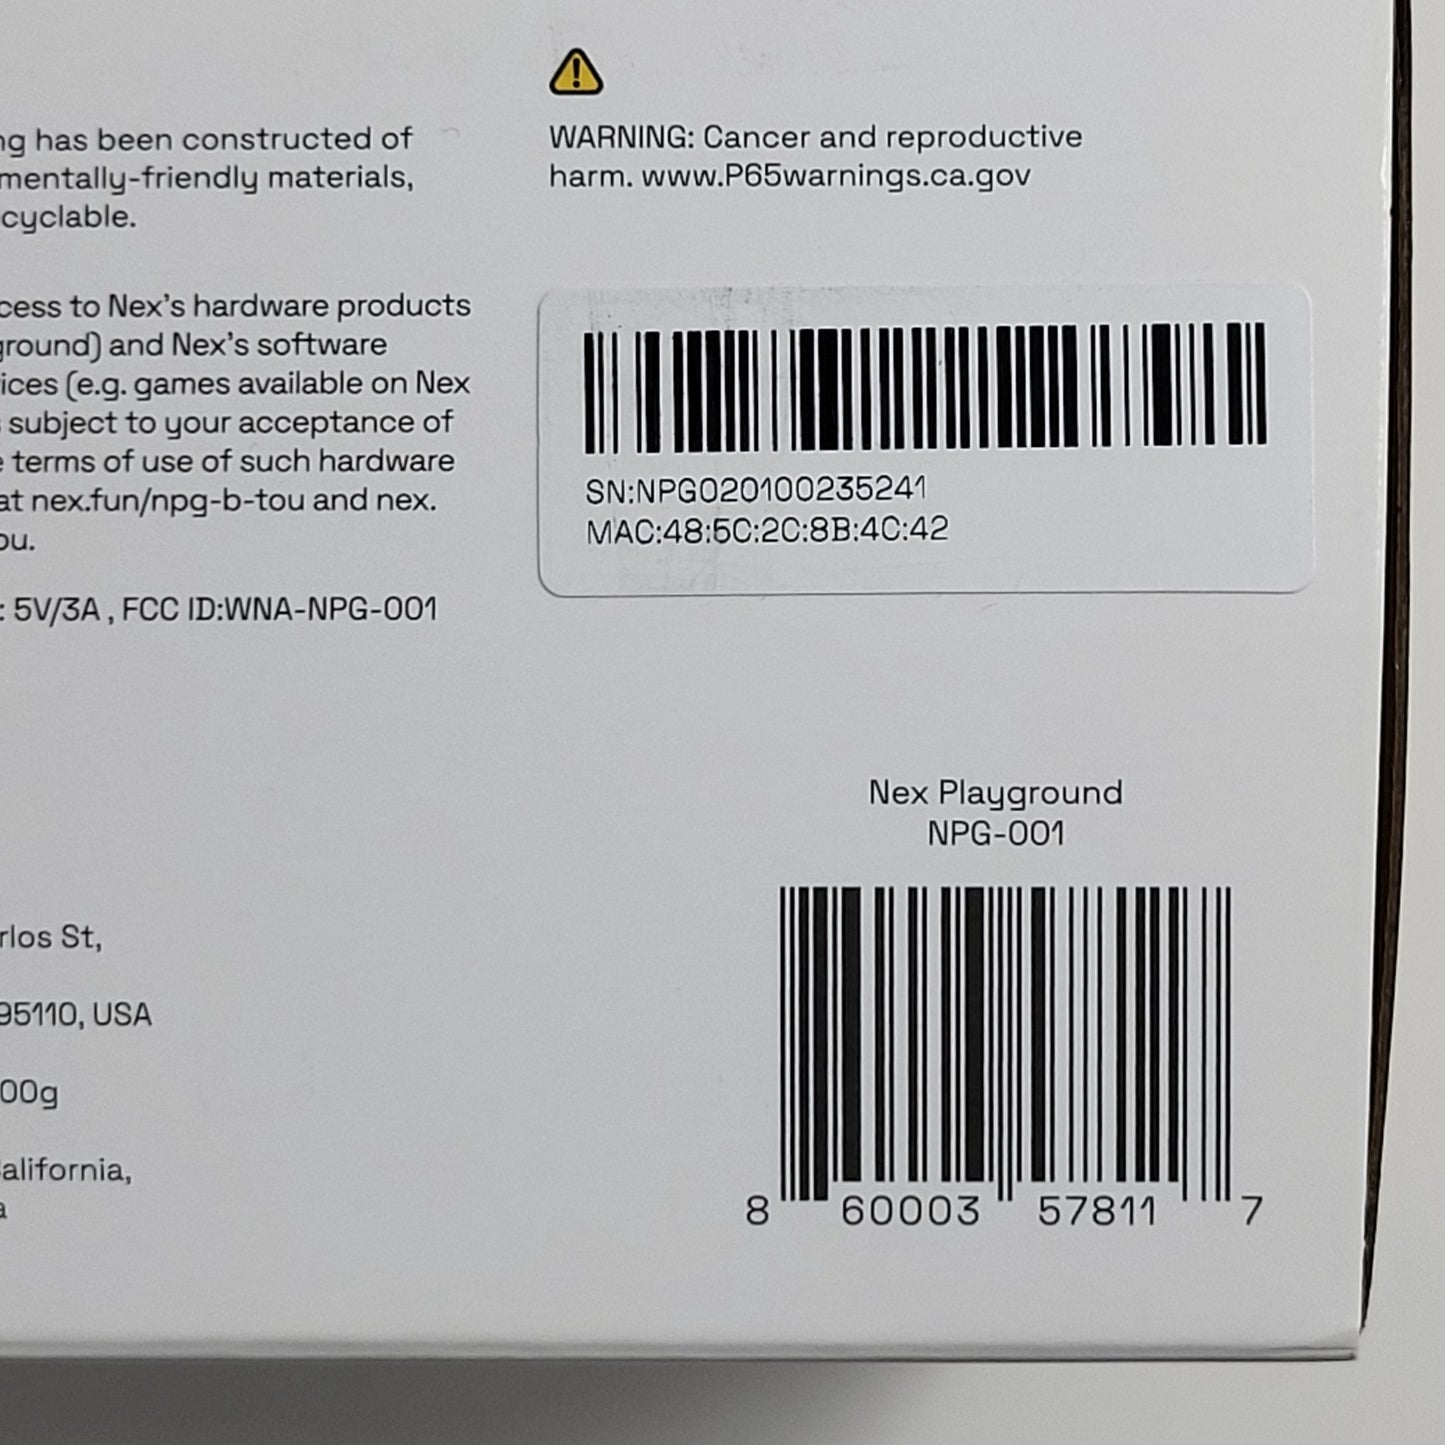 ng has been constructed of
mentally-friendly materials,
cyclable.
cess to Nex's hardware products
ground) and Nex's software
ices (e.g. games available on Nex
s subject to your acceptance of
e terms of use of such hardware
at nex.fun/npg-b-tou and nex.
ou.
: 5V/3A , FCC ID:WNA-NPG-001
rlos St,
95110, USA
00g
California,
a
WARNING: Cancer and reproductive
harm. www.P65warnings.ca.gov
SN:NPG020100235241
MAC:48:5C:2C:8B:4C:42
Nex Playground
NPG-001
8 60003 57811 7